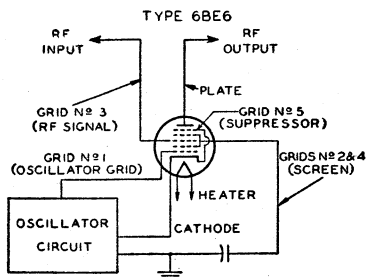 TYPE 6BE6
RF
INPUT
RF
OUTPUT
PLATE
GRID Nº 3
(RF SIGNAL)
GRID Nº 5
(SUPPRESSOR)
GRID Nº 1
(OSCILLATOR GRID)
GRIDS Nº 2&4
(SCREEN)
HEATER
OSCILLATOR
CIRCUIT
CATHODE